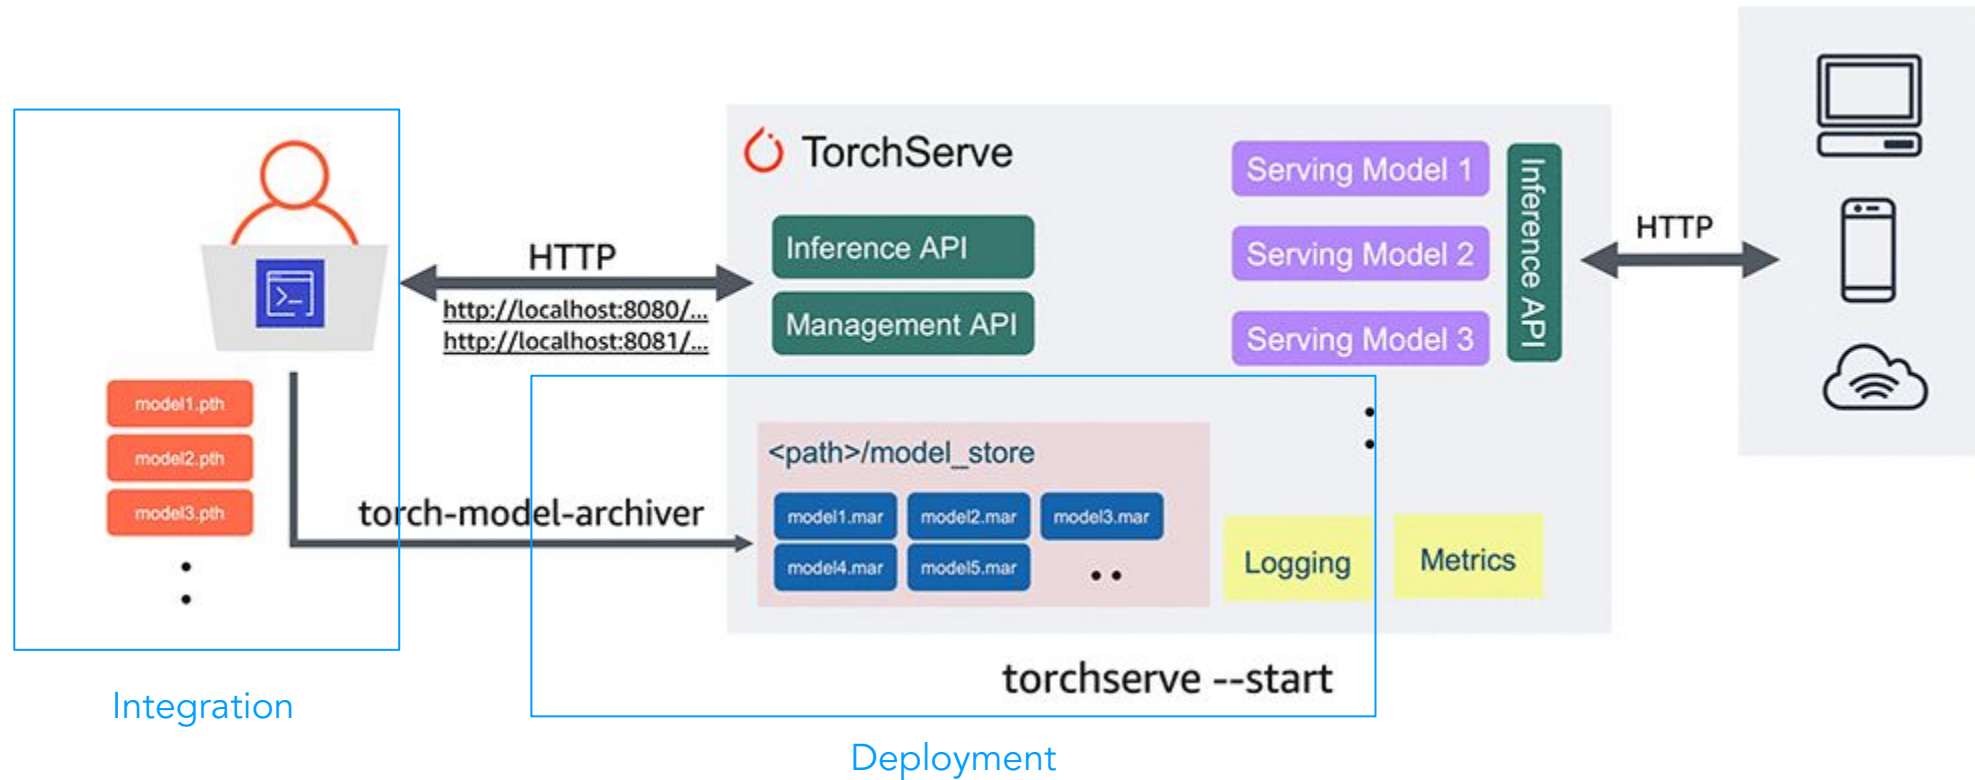 TorchServe
Serving Model 1
Serving Model 2
Serving Model 3
Inference API
HTTP
Inference API
Management API
HTTP
http://localhost:8080/...
http://localhost:8081/...
model1.pth
model2.pth
model3.pth
torch-model-archiver
<path>/model_store
model1.mar
model2.mar
model3.mar
model4.mar
model5.mar
Logging
Metrics
torchserve --start
Integration
Deployment